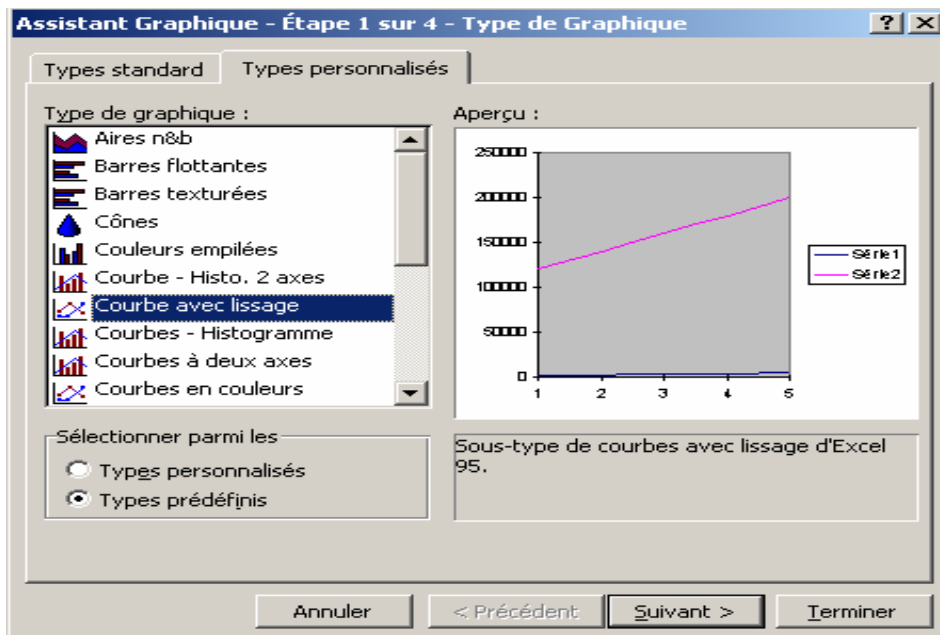 Assistant Graphique - Étape 1 sur 4 - Type de Graphique
Types standard
Types personnalisés
Type de graphique :
Aires n&b
Barres flottantes
Barres texturées
Cônes
Couleurs empilées
Courbe - Histo. 2 axes
Courbe avec lissage
Courbes - Histogramme
Courbes à deux axes
Courbes en couleurs
Sélectionner parmi les
Types personnalisés
Types prédéfinis
Aperçu :
250000
200000
150000
100000
50000
0
1 2 3 4 5
Série1
Série2
Sous-type de courbes avec lissage d'Excel
95.
Annuler
< Précédent
Suivant >
Terminer